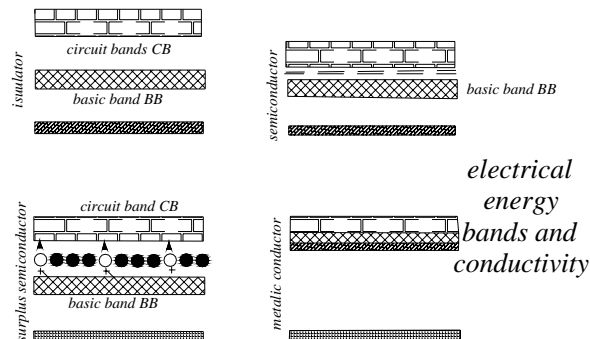 isuulator
circuit bands CB
basic band BB
semiconductor
basic band BB
surplus semiconductor
circuit band CB
basic band BB
metalic conductor
electrical
energy
bands and
conductivity